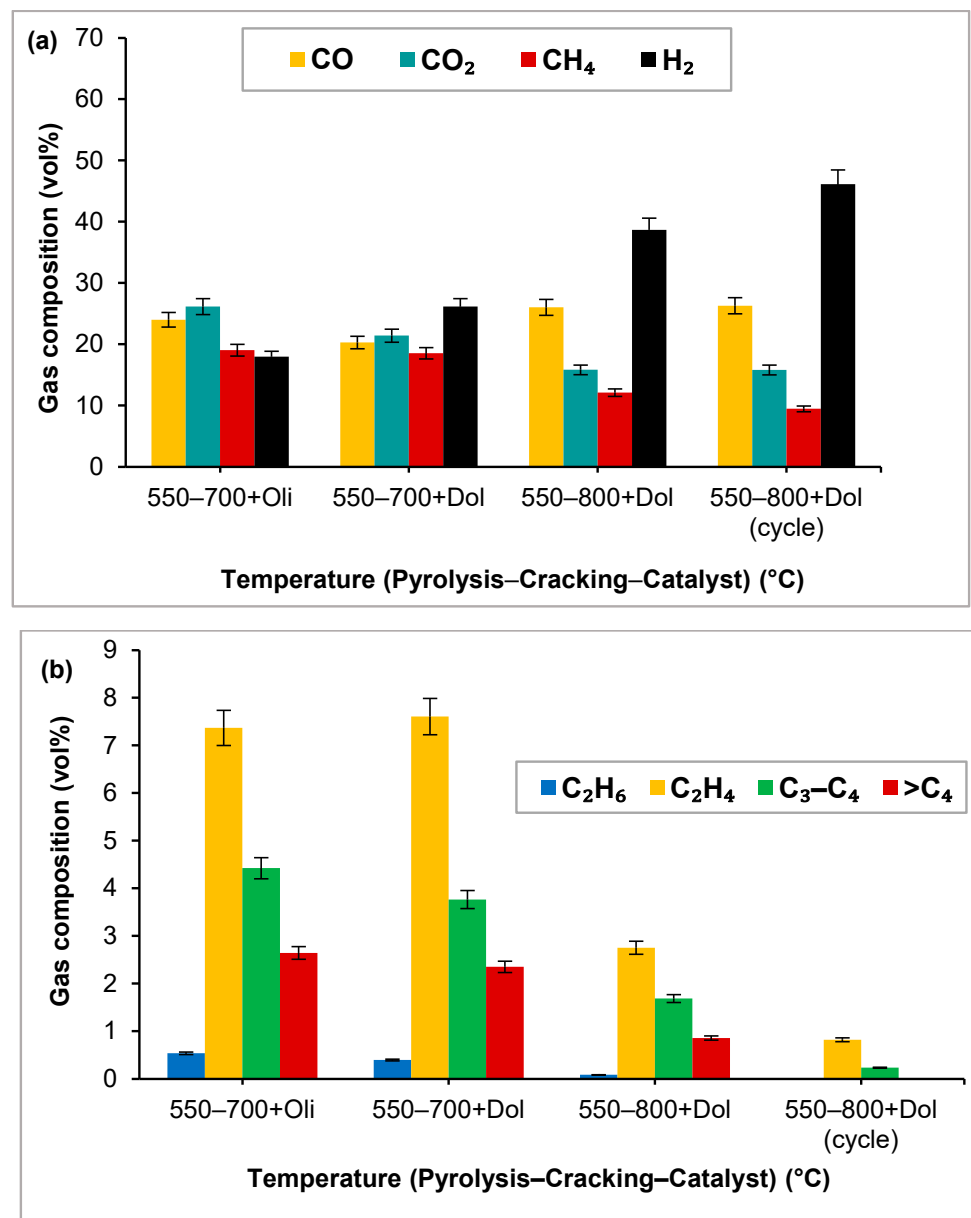 (a)
CO CO₂ CH₄ H₂
Gas composition (vol%)
70
60
50
40
30
20
10
0
550–700+Oli 550–700+Dol 550–800+Dol 550–800+Dol
(cycle)
Temperature (Pyrolysis–Cracking–Catalyst) (°C)
(b)
C₂H₆ C₂H₄ C₃–C₄ >C₄
Gas composition (vol%)
9
8
7
6
5
4
3
2
1
0
550–700+Oli 550–700+Dol 550–800+Dol 550–800+Dol
(cycle)
Temperature (Pyrolysis–Cracking–Catalyst) (°C)